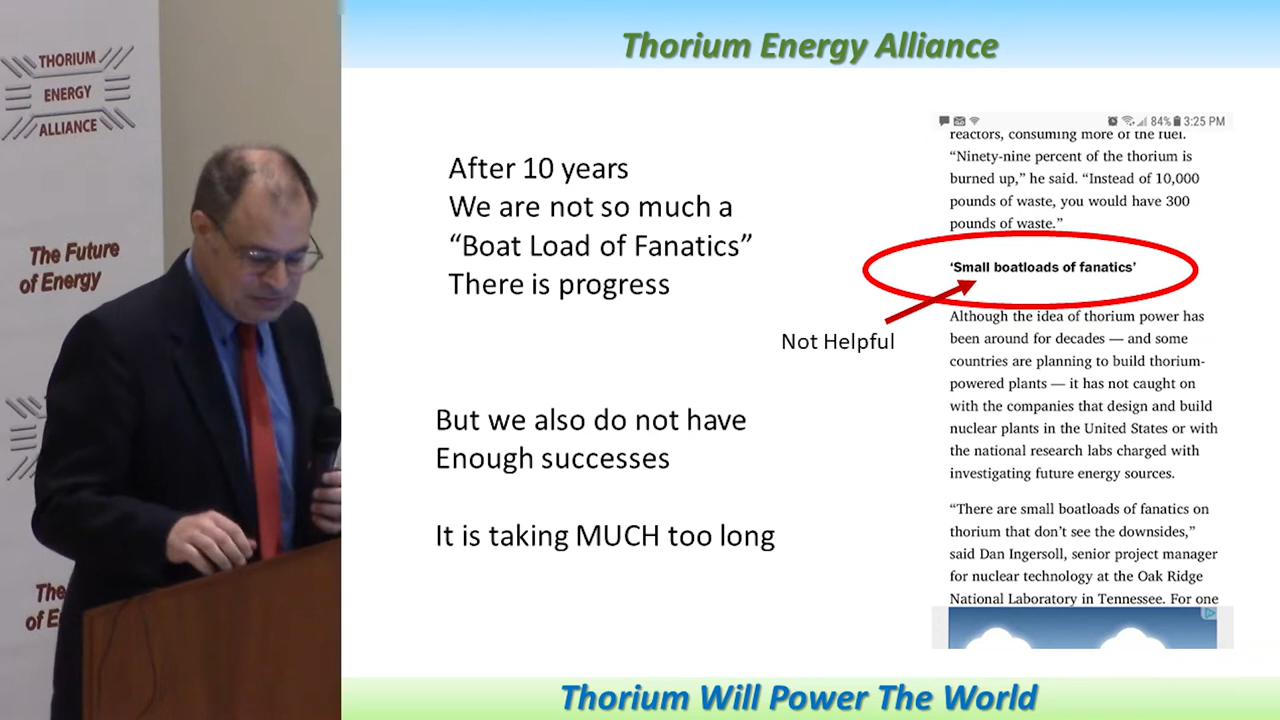 THORIUM
ENERGY
ALLIANCE
The Future
of Energy
The
of E
Thorium Energy Alliance
After 10 years
We are not so much a
“Boat Load of Fanatics”
There is progress
But we also do not have
Enough successes
It is taking MUCH too long
Not Helpful
84% 3:25 PM
reactors, consuming more of the fuel.
“Ninety-nine percent of the thorium is
burned up,” he said. “Instead of 10,000
pounds of waste, you would have 300
pounds of waste.”
‘Small boatloads of fanatics’
Although the idea of thorium power has
been around for decades — and some
countries are planning to build thorium-
powered plants — it has not caught on
with the companies that design and build
nuclear plants in the United States or with
the national research labs charged with
investigating future energy sources.
“There are small boatloads of fanatics on
thorium that don’t see the downsides,”
said Dan Ingersoll, senior project manager
for nuclear technology at the Oak Ridge
National Laboratory in Tennessee. For one
Thorium Will Power The World